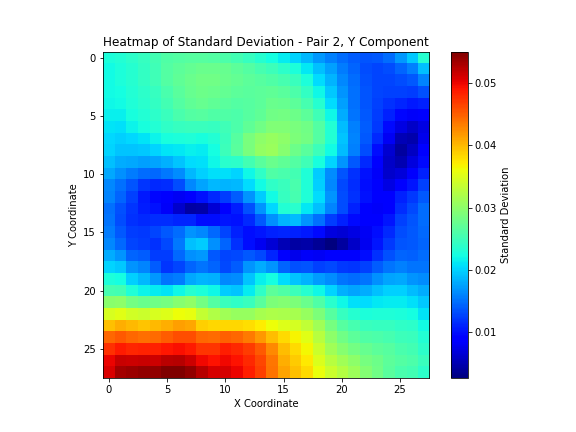 Heatmap of Standard Deviation - Pair 2, Y Component
0
5
10
15
20
25
Y Coordinate
0 5 10 15 20 25
X Coordinate
0.05
0.04
0.03
0.02
0.01
Standard Deviation